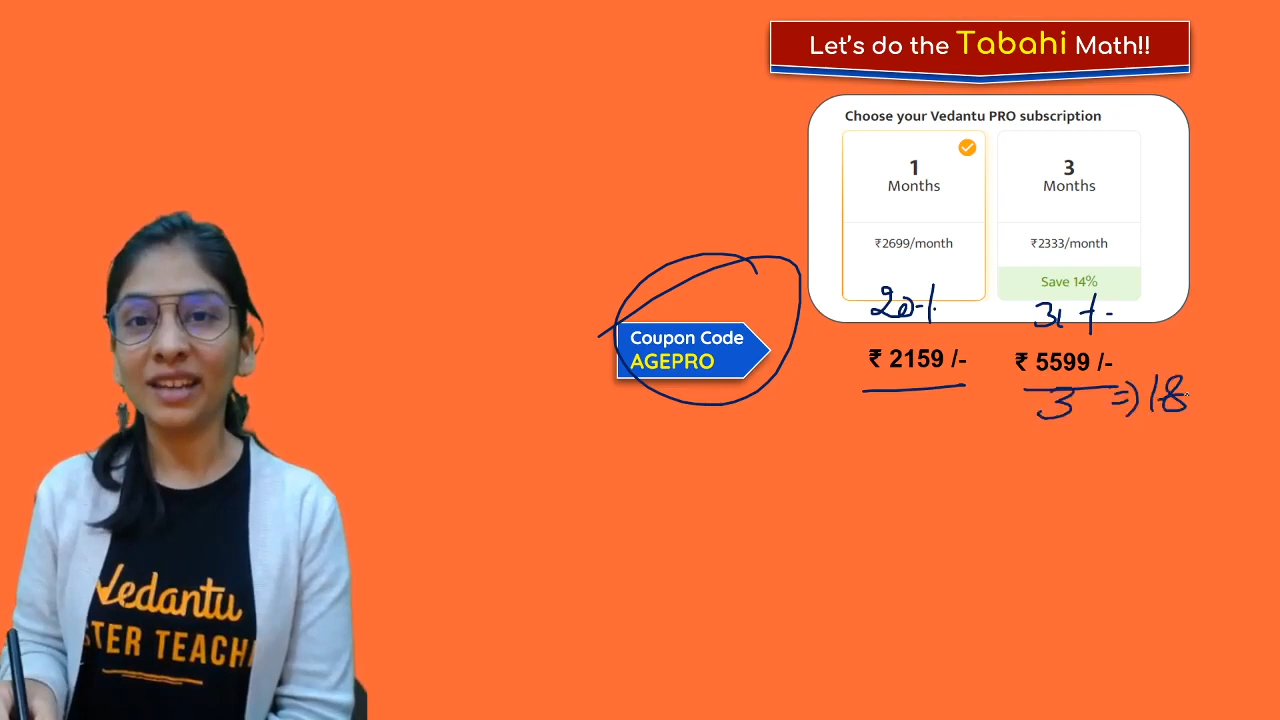 Let's do the Tabahi Math!!
Choose your Vedantu PRO subscription
1
Months
₹2699/month
3
Months
₹2333/month
Save 14%
20%
Coupon Code
AGEPRO
₹ 2159 /-
₹ 5599 /-
3 => 18
Vedantu
STER TEACH